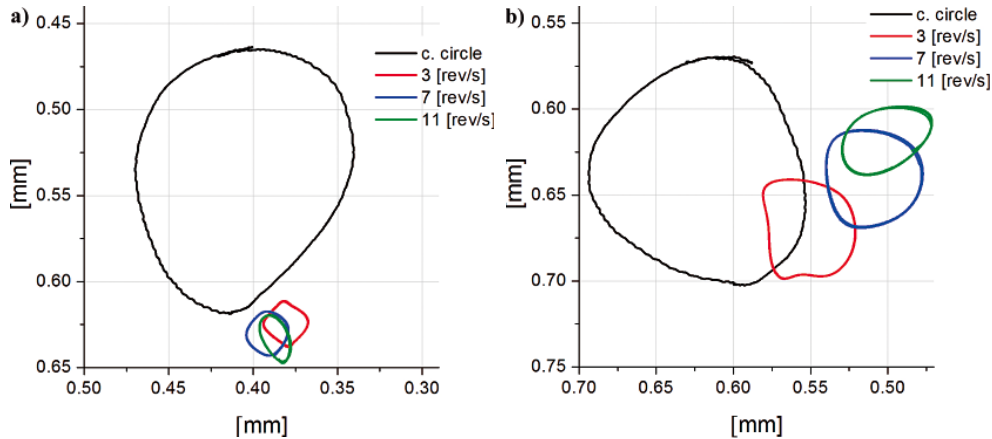 a)
0.45
0.50
0.55
0.60
0.65
[mm]
c. circle
3 [rev/s]
7 [rev/s]
11 [rev/s]
0.50
0.45
0.40
0.35
0.30
[mm]
b)
0.55
0.60
0.65
0.70
0.75
[mm]
c. circle
3 [rev/s]
7 [rev/s]
11 [rev/s]
0.70
0.65
0.60
0.55
0.50
[mm]